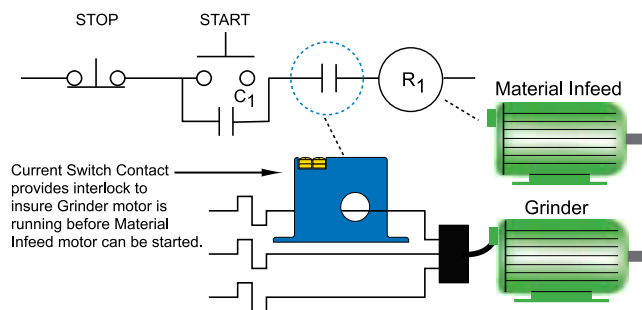 STOP
START
C1
R1
Material Infeed
Current Switch Contact
provides interlock to
insure Grinder motor is
running before Material
Infeed motor can be started.
Grinder